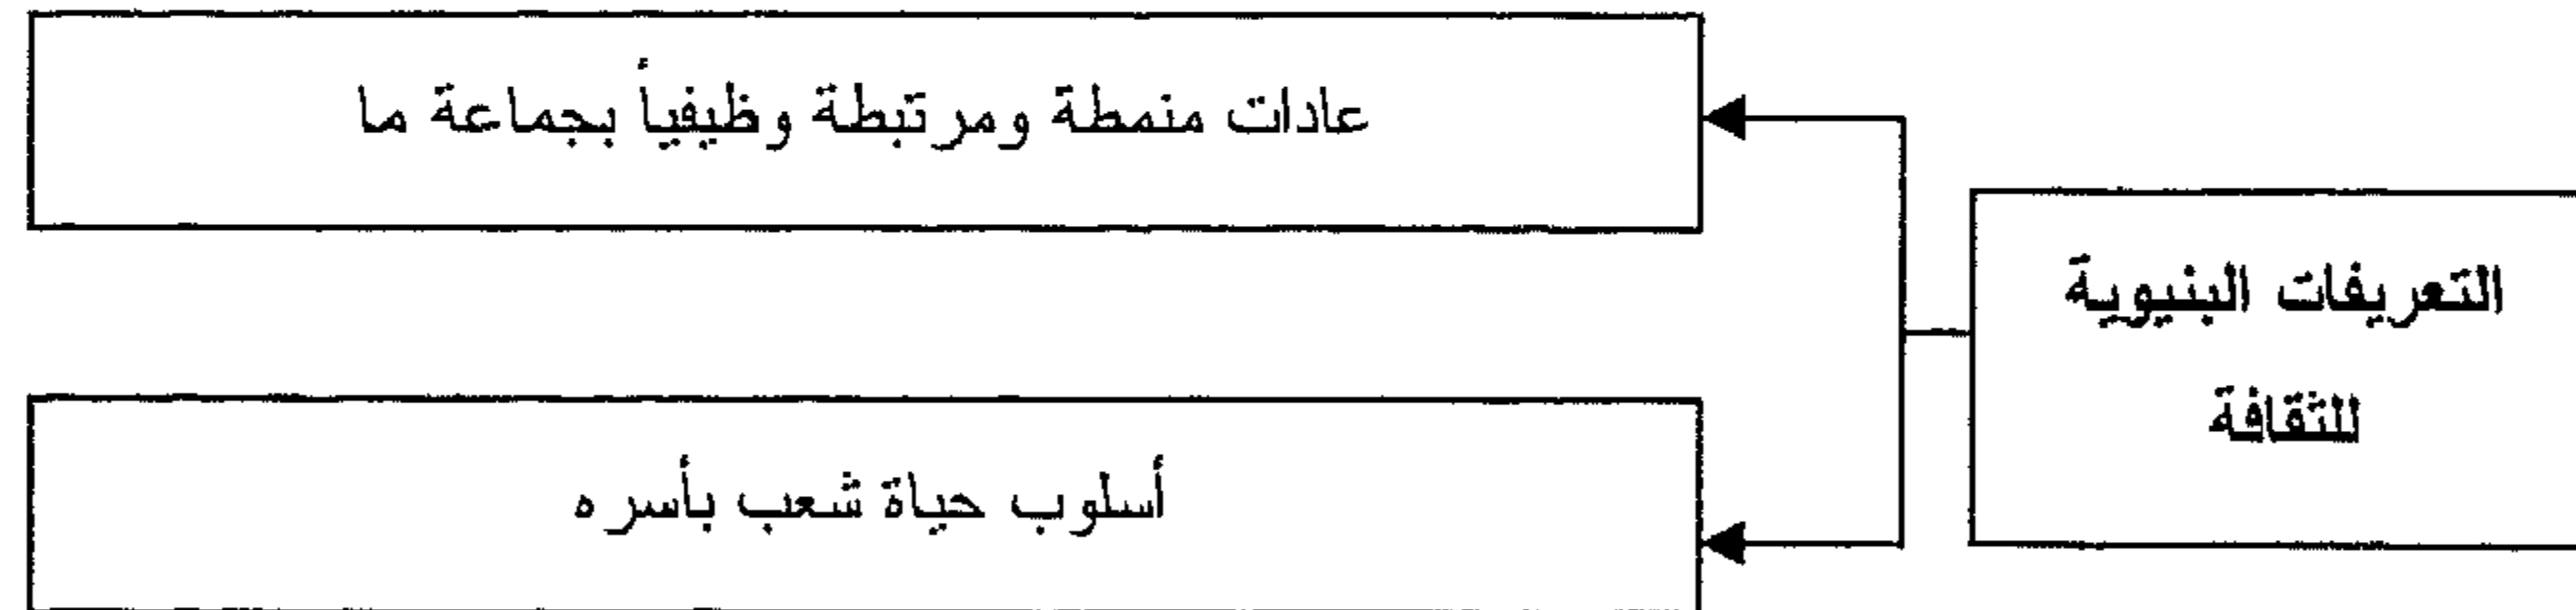 التعريفات البنيوية
للثقافة
عادات منمطة ومرتبطة وظيفياً بجماعة ما
أسلوب حياة شعب بأسره